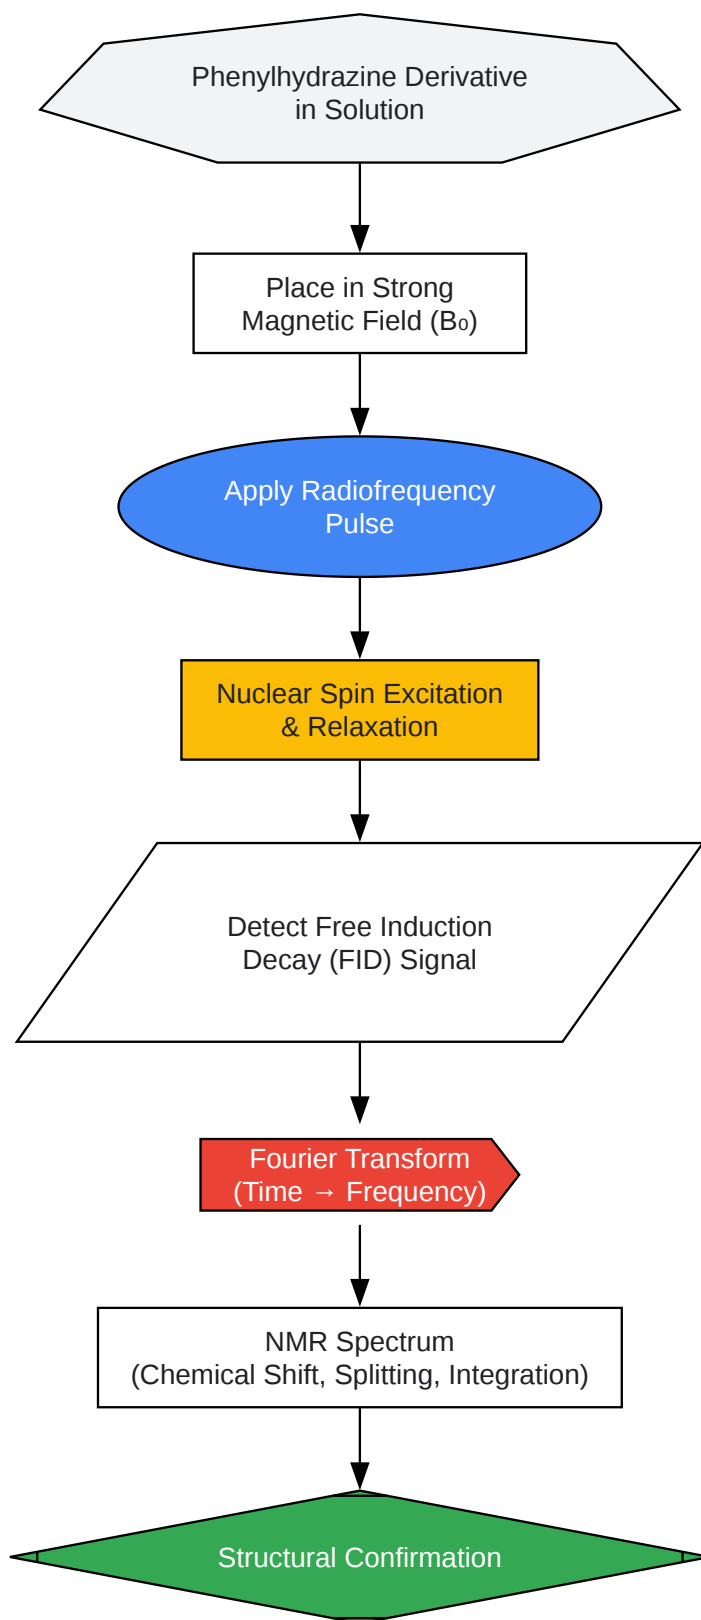 Phenylhydrazine Derivative
in Solution
Place in Strong
Magnetic Field (B₀)
Apply Radiofrequency
Pulse
Nuclear Spin Excitation
& Relaxation
Detect Free Induction
Decay (FID) Signal
Fourier Transform
(Time → Frequency)
NMR Spectrum
(Chemical Shift, Splitting, Integration)
Structural Confirmation